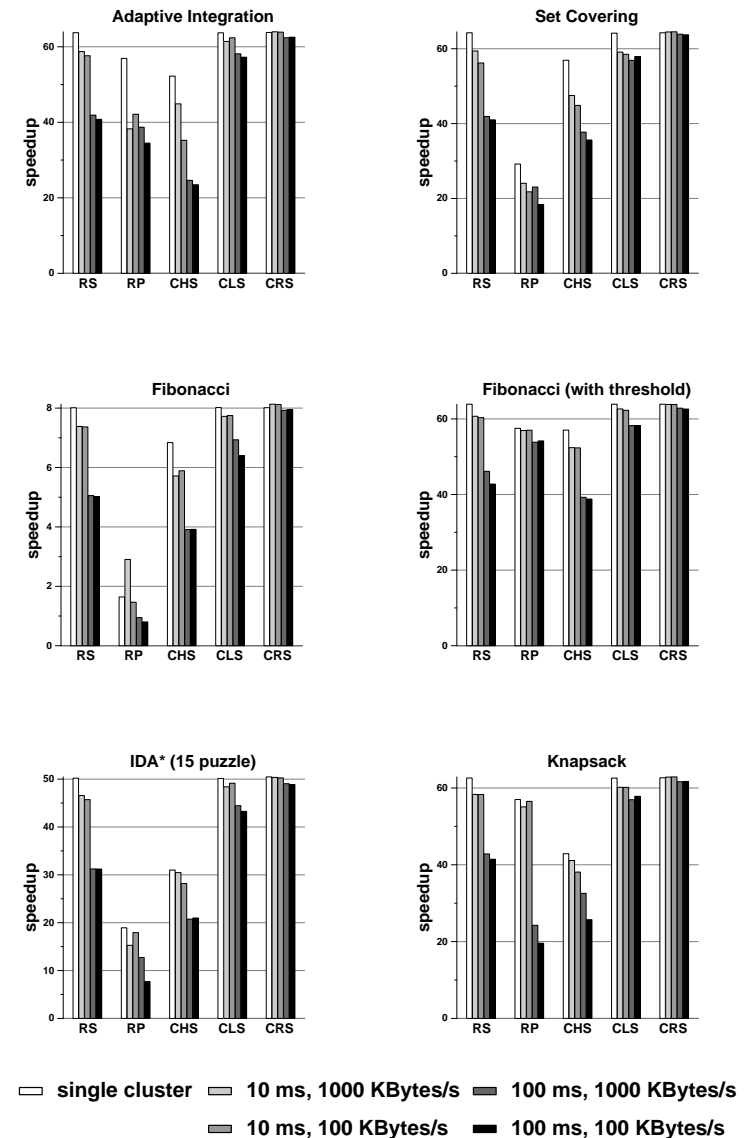 Adaptive Integration
60
40
20
0
speedup
RS RP CHS CLS CRS
Set Covering
60
40
20
0
speedup
RS RP CHS CLS CRS
Fibonacci
8
6
4
2
0
speedup
RS RP CHS CLS CRS
Fibonacci (with threshold)
60
40
20
0
speedup
RS RP CHS CLS CRS
IDA* (15 puzzle)
50
40
30
20
10
0
speedup
RS RP CHS CLS CRS
Knapsack
60
40
20
0
speedup
RS RP CHS CLS CRS
single cluster 10 ms, 1000 KBytes/s 100 ms, 1000 KBytes/s
10 ms, 100 KBytes/s 100 ms, 100 KBytes/s